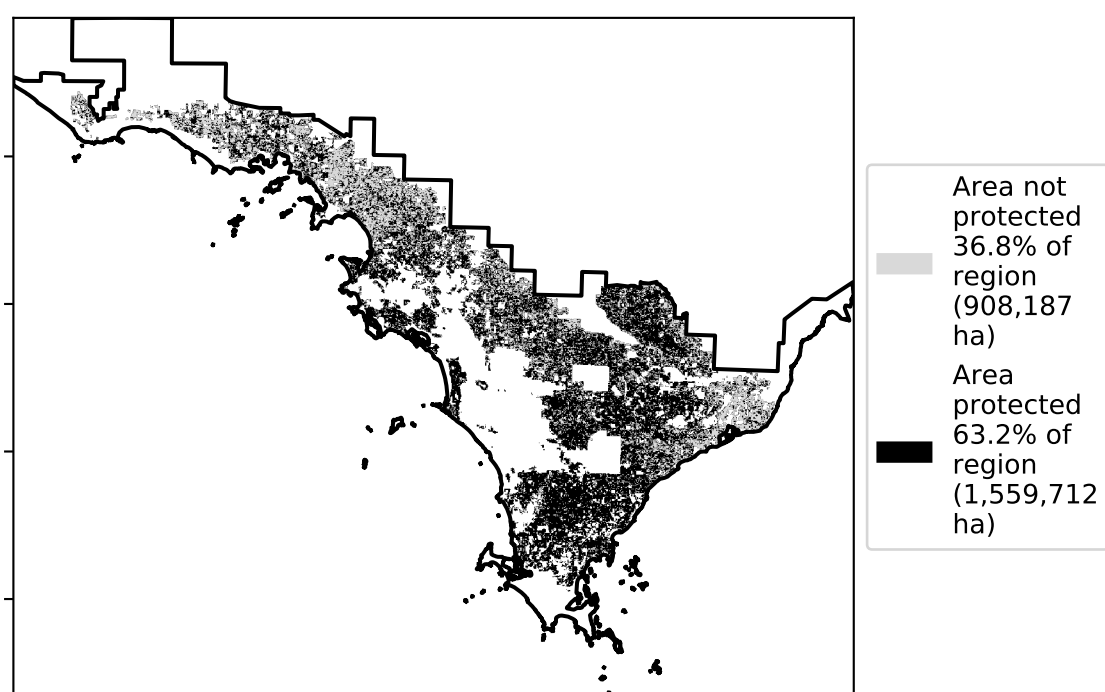 Area not
protected
36.8% of
region
(908,187
ha)
Area
protected
63.2% of
region
(1,559,712
ha)